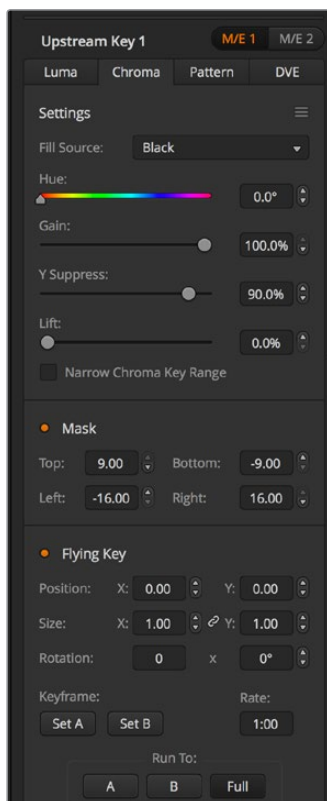 Upstream Key 1 M/E 1 M/E 2
Luma Chroma Pattern DVE
Settings
Fill Source: Black
Hue:
0.0°
Gain:
100.0%
Y Suppress:
90.0%
Lift:
0.0%
Narrow Chroma Key Range
Mask
Top: 9.00 Bottom: -9.00
Left: -16.00 Right: 16.00
Flying Key
Position: X: 0.00 Y: 0.00
Size: X: 1.00 Y: 1.00
Rotation: 0 x 0°
Keyframe: Rate:
Set A Set B 1:00
Run To:
A B Full